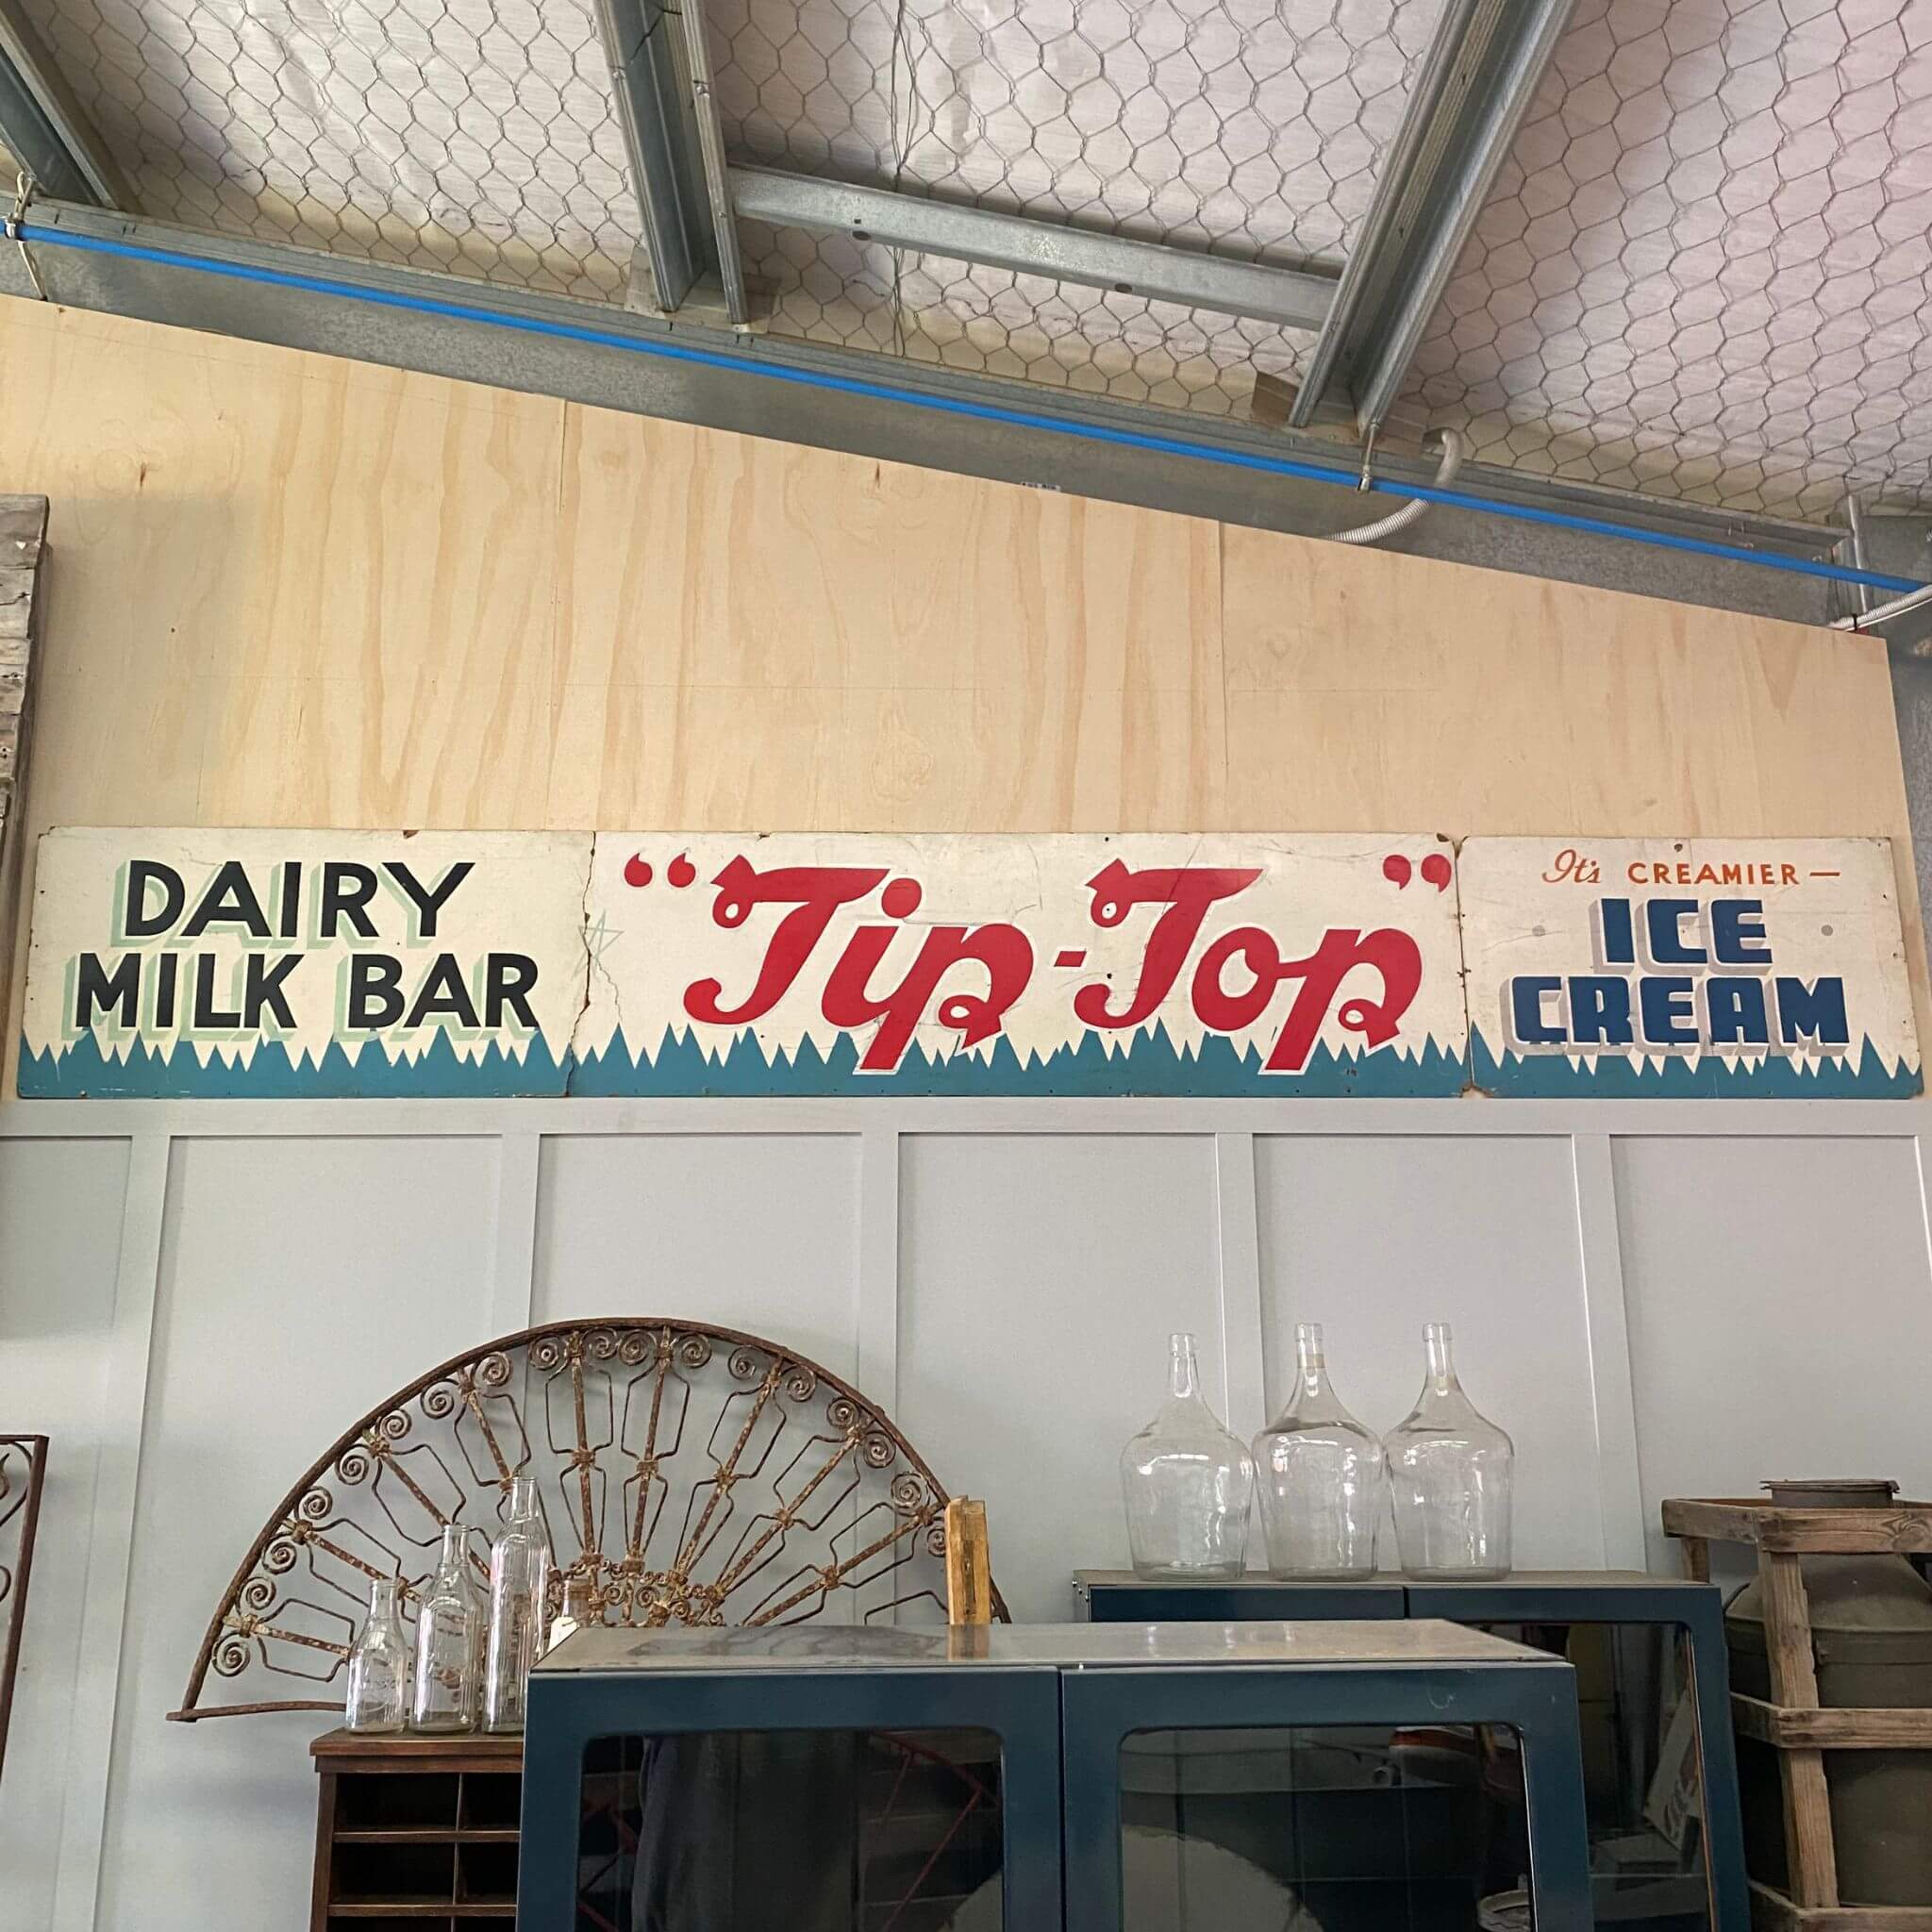 DAIRY
MILK BAR
“Tip-Top”
It's CREAMIER —
ICE
CREAM